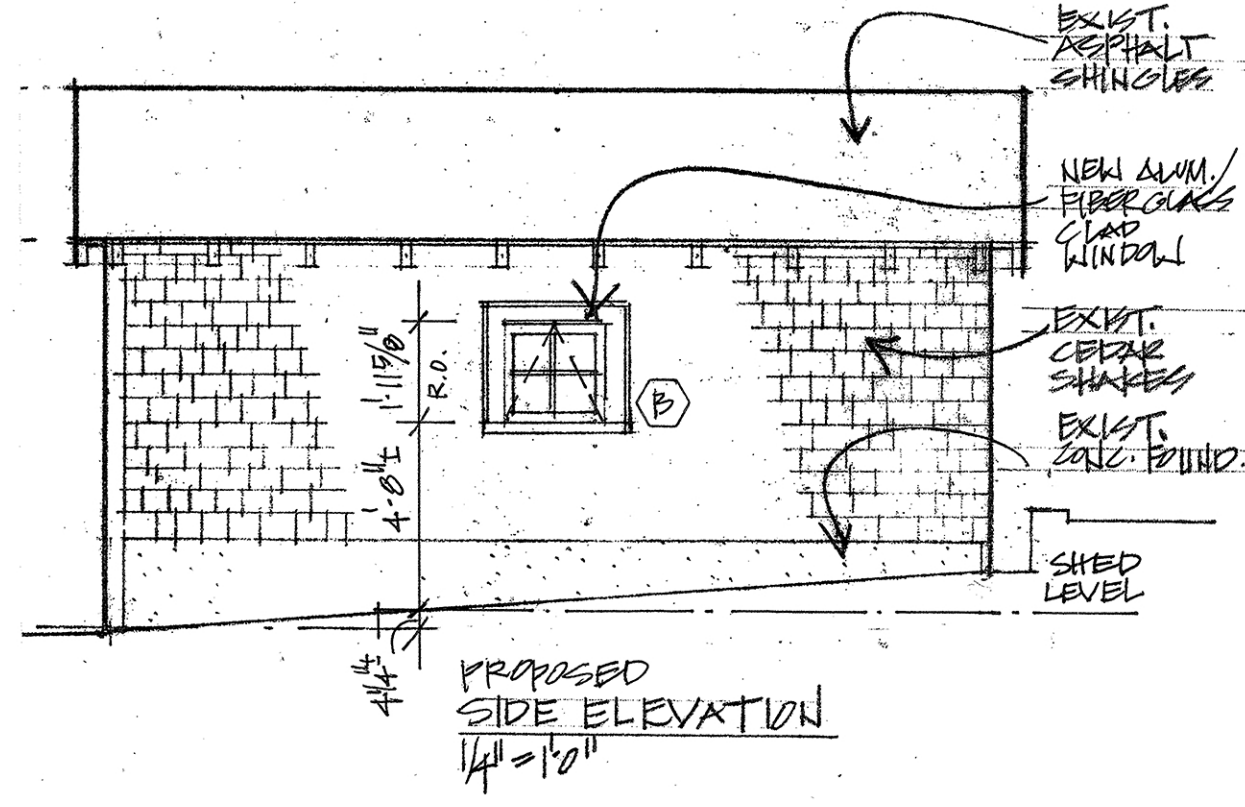 EXIST.
ASPHALT
SHINGLES
NEW ALUM./
FIBERGLASS
CLAD
WINDOW
EXIST.
CEDAR
SHAKES
EXIST.
CONC. FOUND.
SHED
LEVEL
1'-11 5/8"
R.O.
B
4'-8"±
4 1/4"±
PROPOSED
SIDE ELEVATION
1/4" = 1'-0"